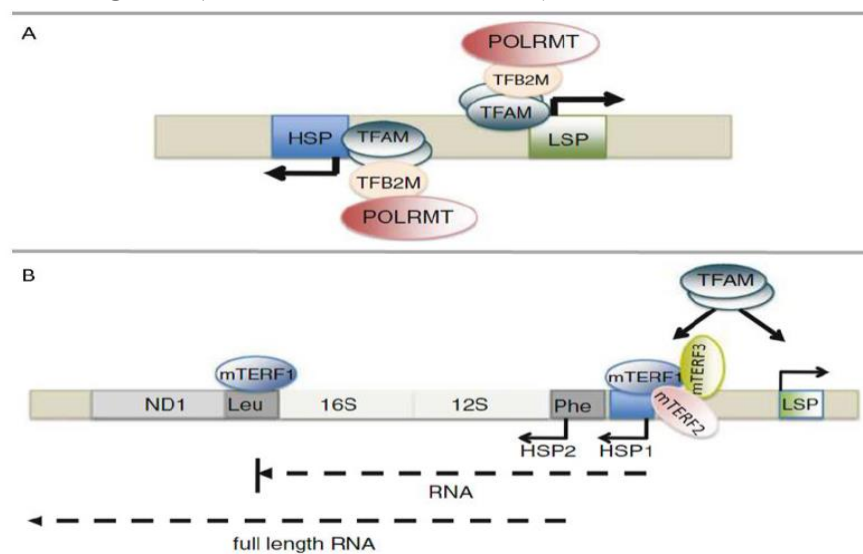 A
POLRMT
TFB2M
TFAM
HSP
TFAM
LSP
TFB2M
POLRMT
B
TFAM
mTERF3
mTERF1
mTERF1
mTERF2
ND1 Leu 16S 12S Phe LSP
HSP2 HSP1
RNA
full length RNA